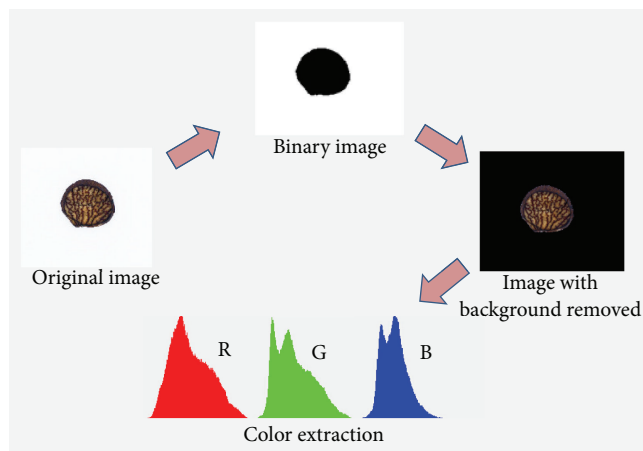 Binary image
Original image
Image with
background removed
R
G
B
Color extraction